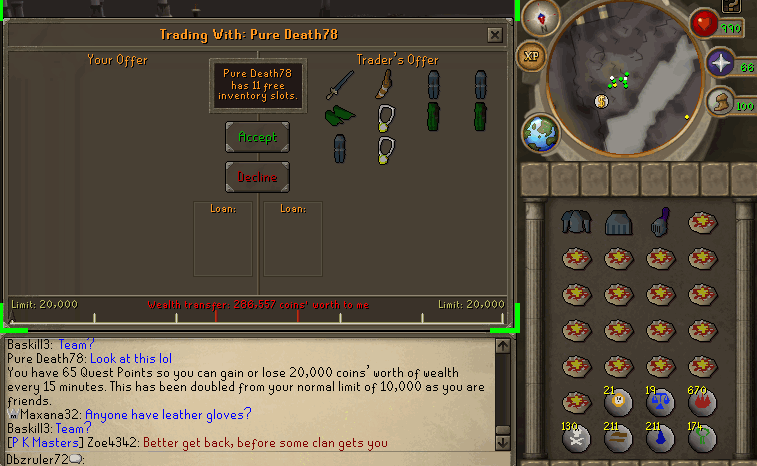 Trading With: Pure Death78
Your Offer
Trader's Offer
Pure Death78
has 11 free
inventory slots.
Accept
Decline
Loan:
Loan:
Limit: 20,000
Wealth transfer: 286,557 coins' worth to me
Limit: 20,000
Baskill3: Team?
Pure Death78: Look at this lol
You have 65 Quest Points so you can gain or lose 20,000 coins' worth of wealth
every 15 minutes. This has been doubled from your normal limit of 10,000 as you are
friends.
Maxana32: Anyone have leather gloves?
Baskill3: Team?
[P K Masters] Zoe4342: Better get back, before some clan gets you
Dbzruler72:
?
990
XP
66
100
21
19
670
130
211
211
174